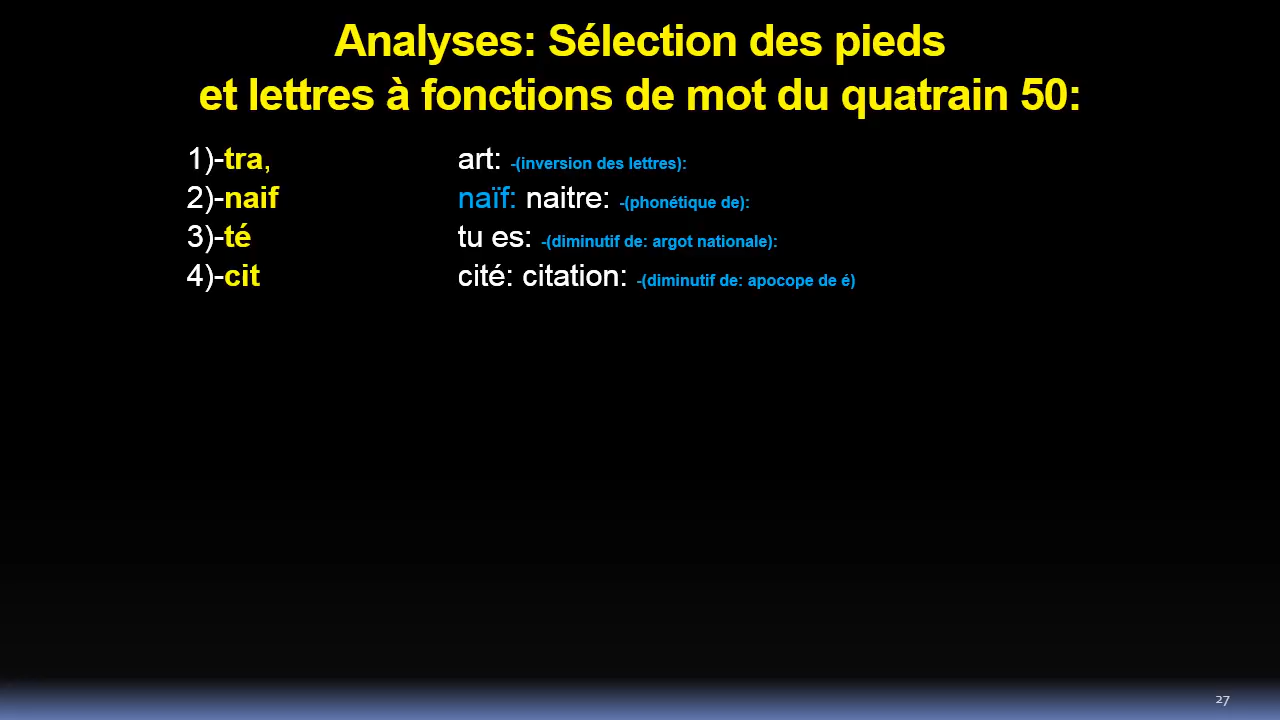 Analyses: Sélection des pieds
et lettres à fonctions de mot du quatrain 50:
1)-tra, art: -(inversion des lettres):
2)-naif naïf: naitre: -(phonétique de):
3)-té tu es: -(diminutif de: argot nationale):
4)-cit cité: citation: -(diminutif de: apocope de é)
27